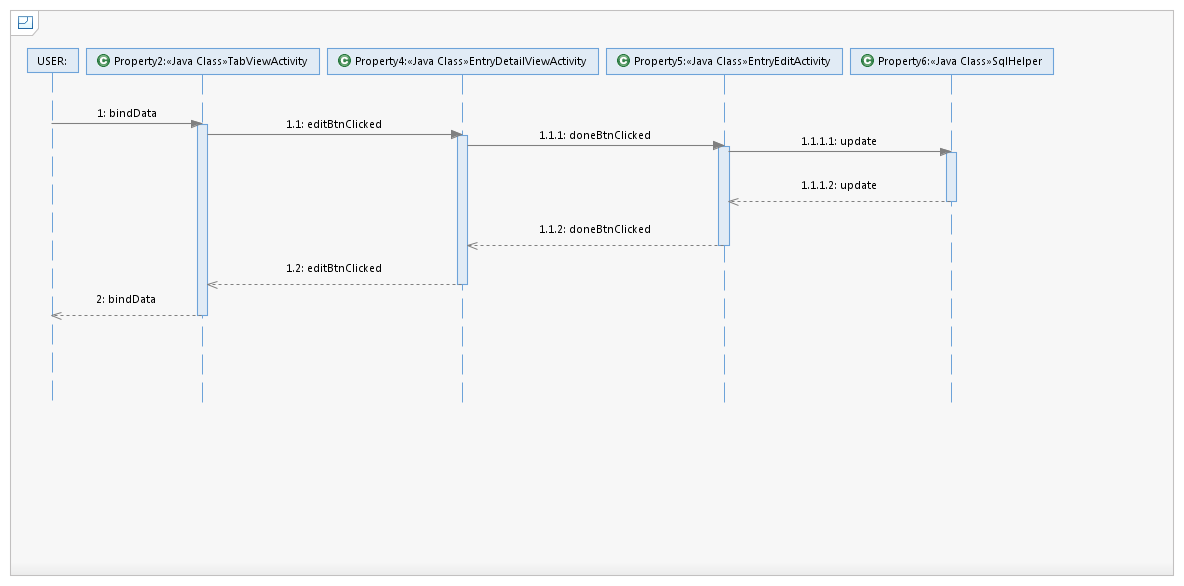 USER:
C Property2:«Java Class»TabViewActivity
C Property4:«Java Class»EntryDetailViewActivity
C Property5:«Java Class»EntryEditActivity
C Property6:«Java Class»SqlHelper
1: bindData
1.1: editBtnClicked
1.1.1: doneBtnClicked
1.1.1.1: update
1.1.1.2: update
1.1.2: doneBtnClicked
1.2: editBtnClicked
2: bindData